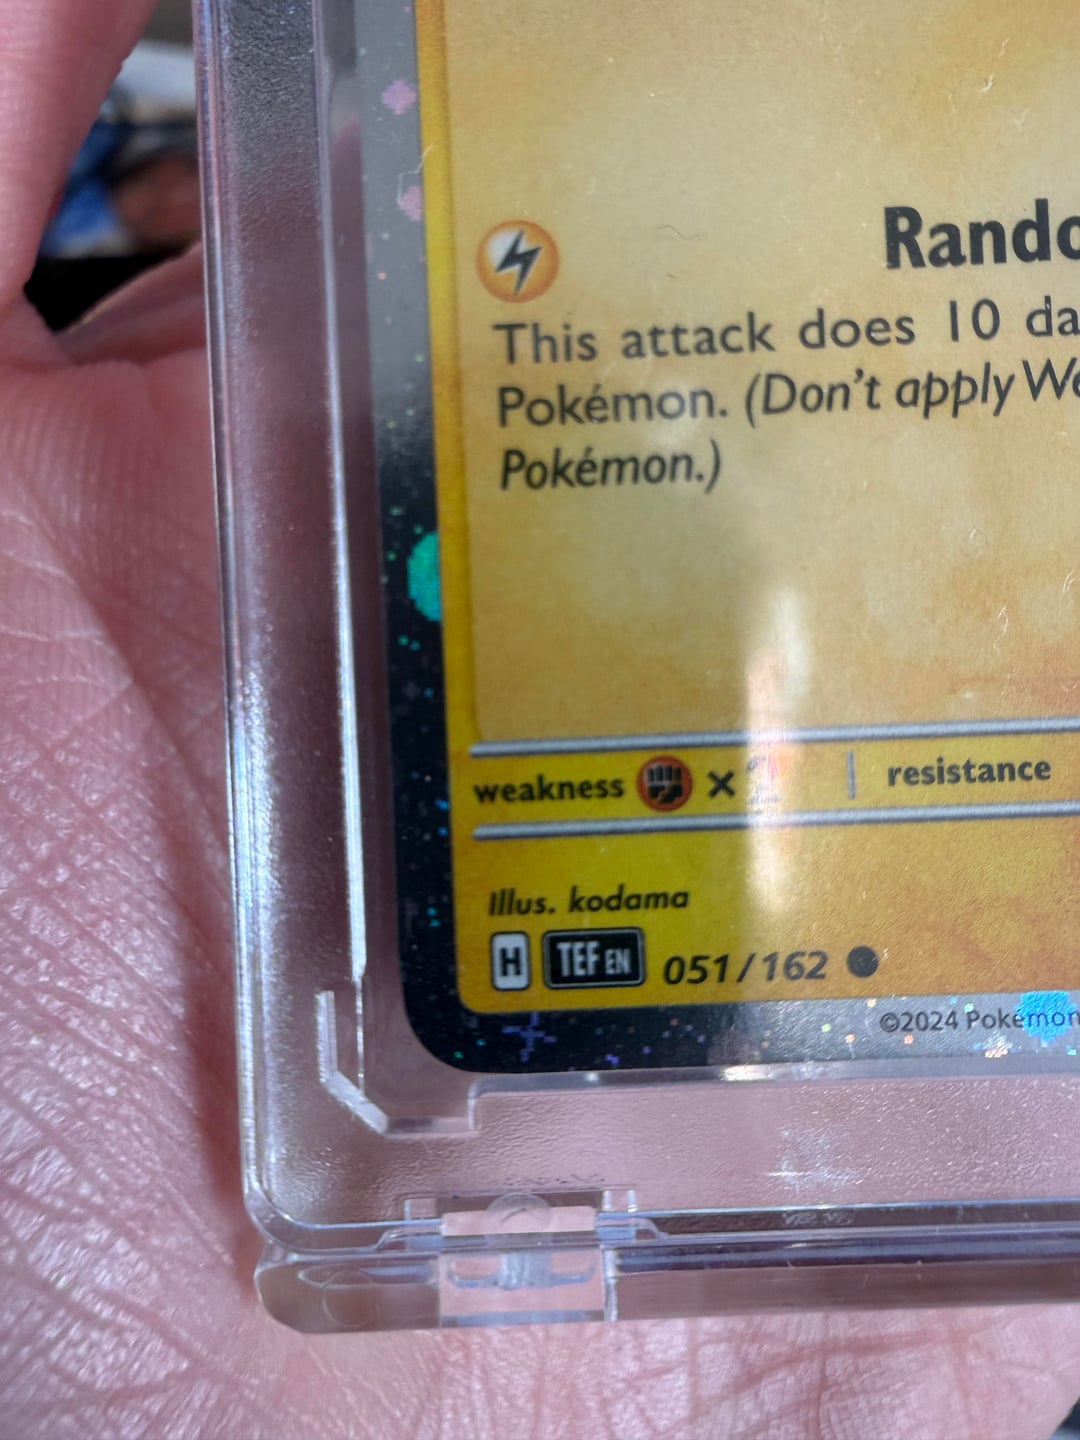 Rando
This attack does 10 da
Pokémon. (Don't apply We
Pokémon.)
weakness × resistance
Illus. kodama
H TEF EN 051/162
©2024 Pokémon